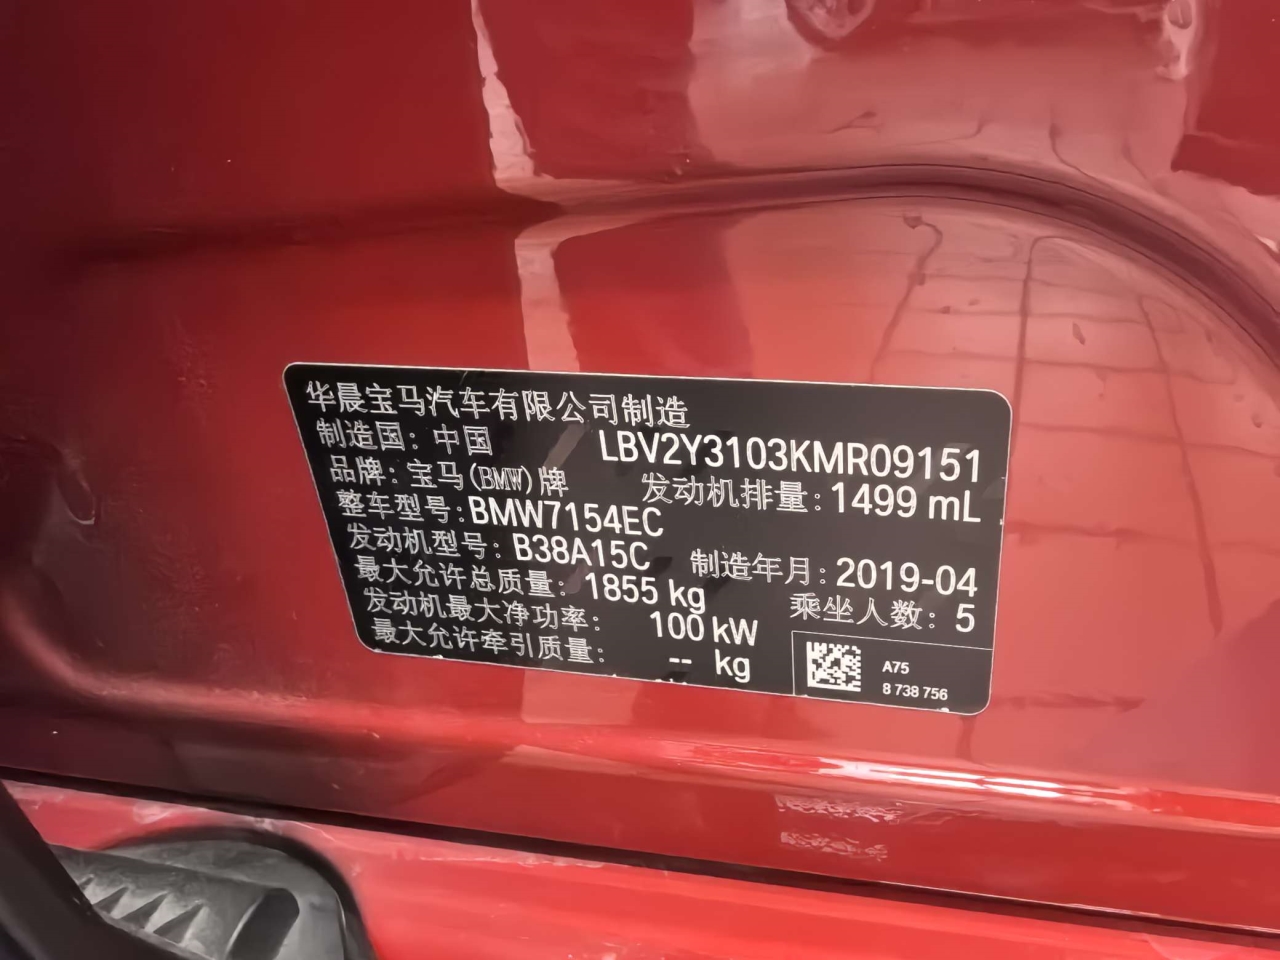 华晨宝马汽车有限公司制造
制造国：中国 LBV2Y3103KMR09151
品牌：宝马(BMW)牌 发动机排量：1499 mL
整车型号：BMW7154EC
发动机型号：B38A15C 制造年月：2019-04
最大允许总质量：1855 kg 乘坐人数：5
发动机最大净功率：100 kW
最大允许牵引质量：-- kg
A75
8 738 756